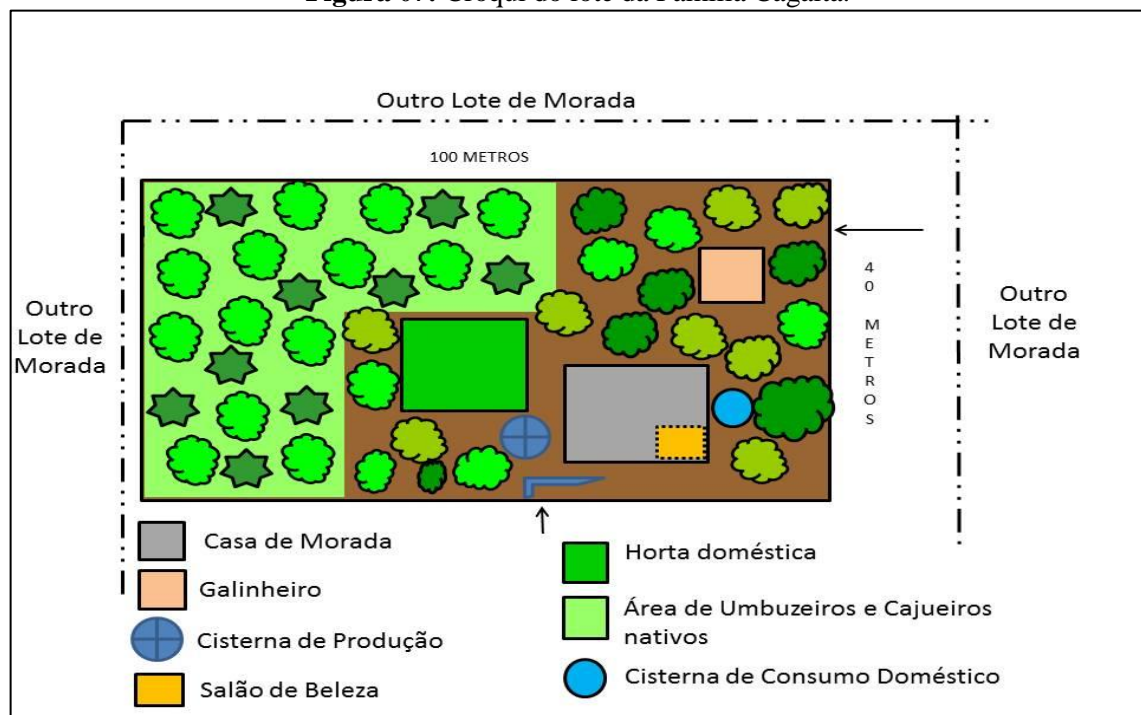 Figura 07: Croqui do lote da Família Cagaita.
Outro Lote de Morada
100 METROS
Outro
Lote de
Morada
40 METROS
Outro
Lote de
Morada
Casa de Morada
Galinheiro
Cisterna de Produção
Salão de Beleza
Horta doméstica
Área de Umbuzeiros e Cajueiros
nativos
Cisterna de Consumo Doméstico